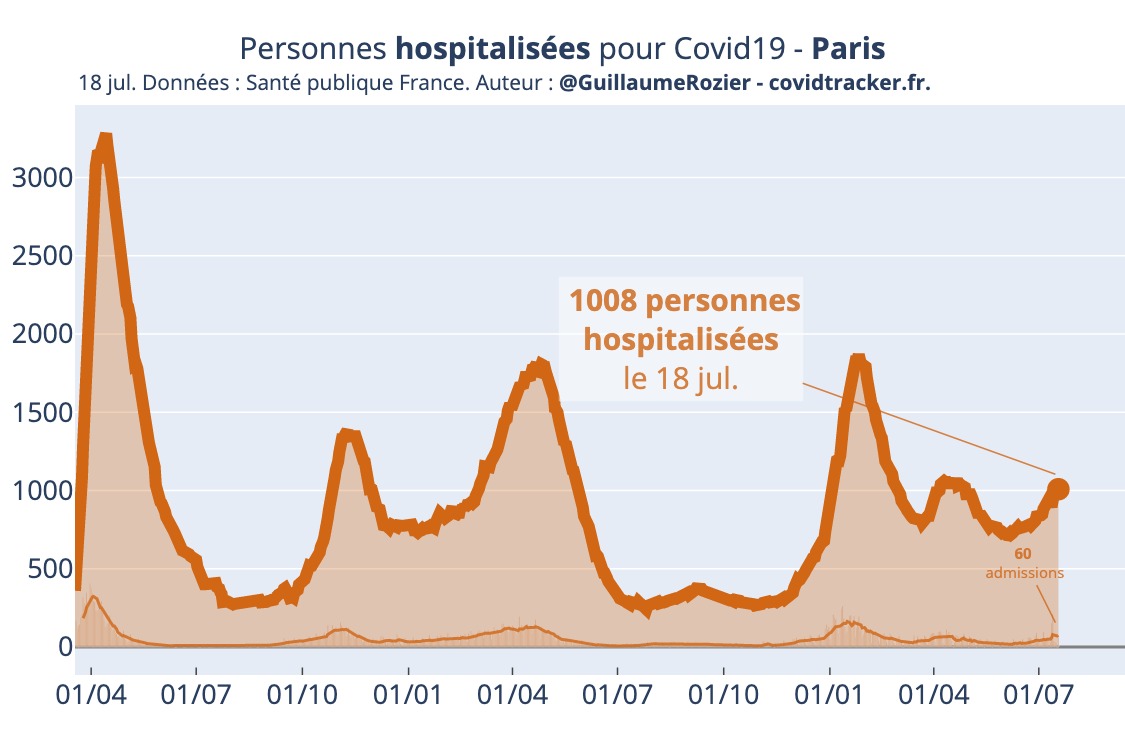 Personnes hospitalisées pour Covid19 - Paris
18 jul. Données : Santé publique France. Auteur : @GuillaumeRozier - covidtracker.fr.
3000
2500
2000
1500
1000
500
0
1008 personnes
hospitalisées
le 18 jul.
60
admissions
01/04 01/07 01/10 01/01 01/04 01/07 01/10 01/01 01/04 01/07